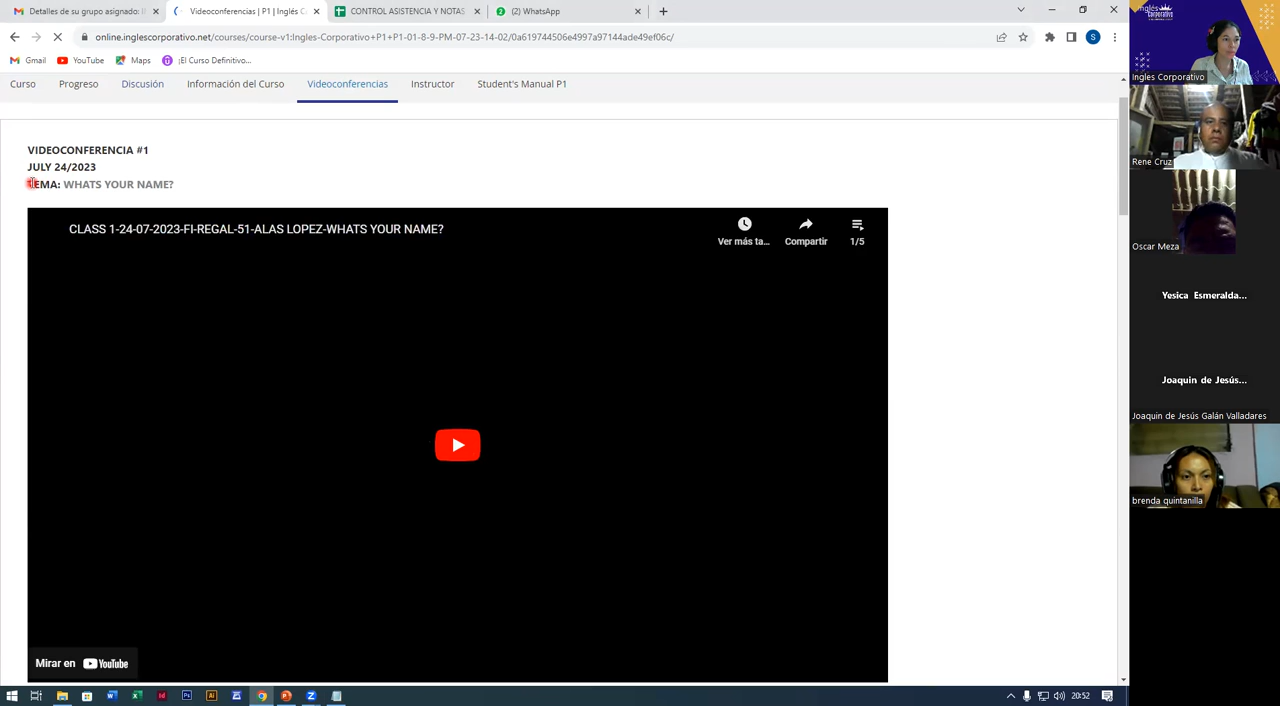 Detalles de su grupo asignado: I
Videoconferencias | P1 | Inglés C
CONTROL ASISTENCIA Y NOTAS
(2) WhatsApp
online.inglescorporativo.net/courses/course-v1:Ingles-Corporativo+P1+P1-01-8-9-PM-07-23-14-02/0a619744506e4997a97144ade49ef06c/
Gmail
YouTube
Maps
¡El Curso Definitivo...
Curso
Progreso
Discusión
Información del Curso
Videoconferencias
Instructor
Student's Manual P1
VIDEOCONFERENCIA #1
JULY 24/2023
TEMA: WHATS YOUR NAME?
CLASS 1-24-07-2023-FI-REGAL-51-ALAS LOPEZ-WHATS YOUR NAME?
Ver más ta...
Compartir
1/5
Mirar en YouTube
20:52
Ingles Corporativo
Rene Cruz
Oscar Meza
Yesica Esmeralda...
Joaquin de Jesús...
Joaquin de Jesús Galán Valladares
brenda quintanilla